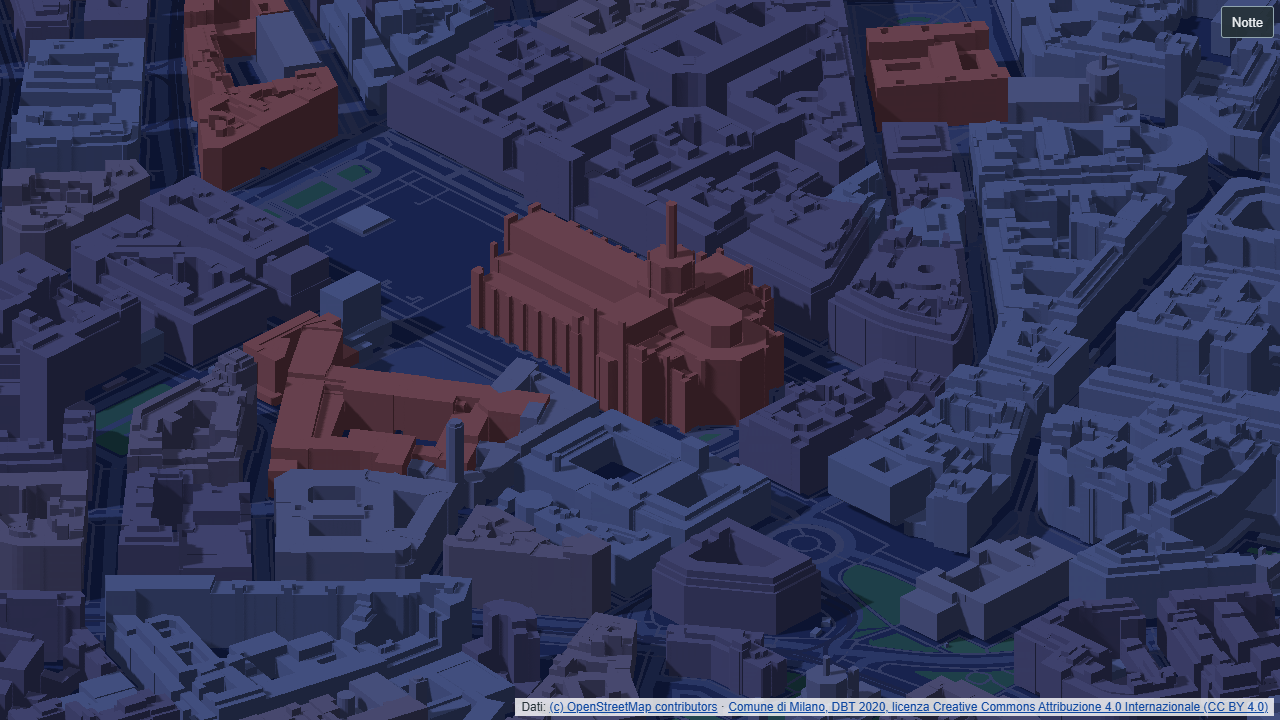 Notte
Dati: (c) OpenStreetMap contributors · Comune di Milano, DBT 2020, licenza Creative Commons Attribuzione 4.0 Internazionale (CC BY 4.0)